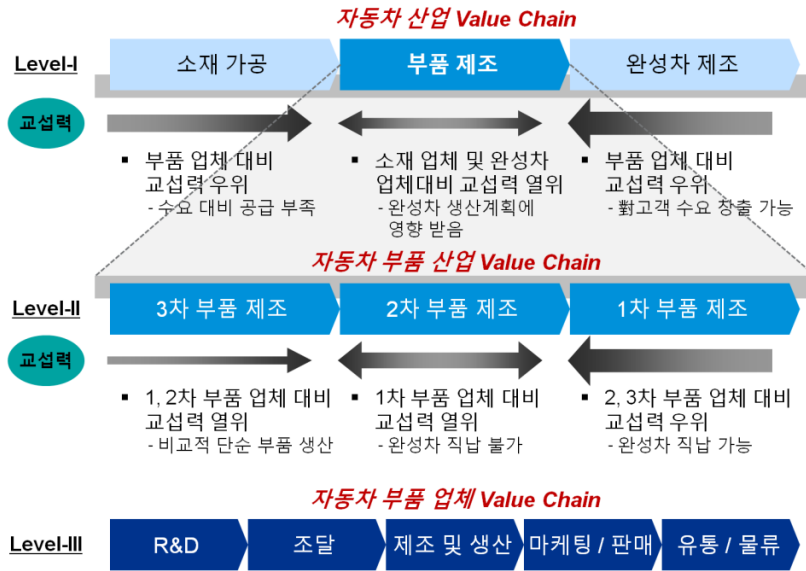 자동차 산업 Value Chain
Level-I
소재 가공
부품 제조
완성차 제조
교섭력
▪ 부품 업체 대비
교섭력 우위
- 수요 대비 공급 부족
▪ 소재 업체 및 완성차
업체대비 교섭력 열위
- 완성차 생산계획에
영향 받음
▪ 부품 업체 대비
교섭력 우위
- 對고객 수요 창출 가능
자동차 부품 산업 Value Chain
Level-II
3차 부품 제조
2차 부품 제조
1차 부품 제조
교섭력
▪ 1, 2차 부품 업체 대비
교섭력 열위
- 비교적 단순 부품 생산
▪ 1차 부품 업체 대비
교섭력 열위
- 완성차 직납 불가
▪ 2, 3차 부품 업체 대비
교섭력 우위
- 완성차 직납 가능
자동차 부품 업체 Value Chain
Level-III
R&D
조달
제조 및 생산
마케팅 / 판매
유통 / 물류